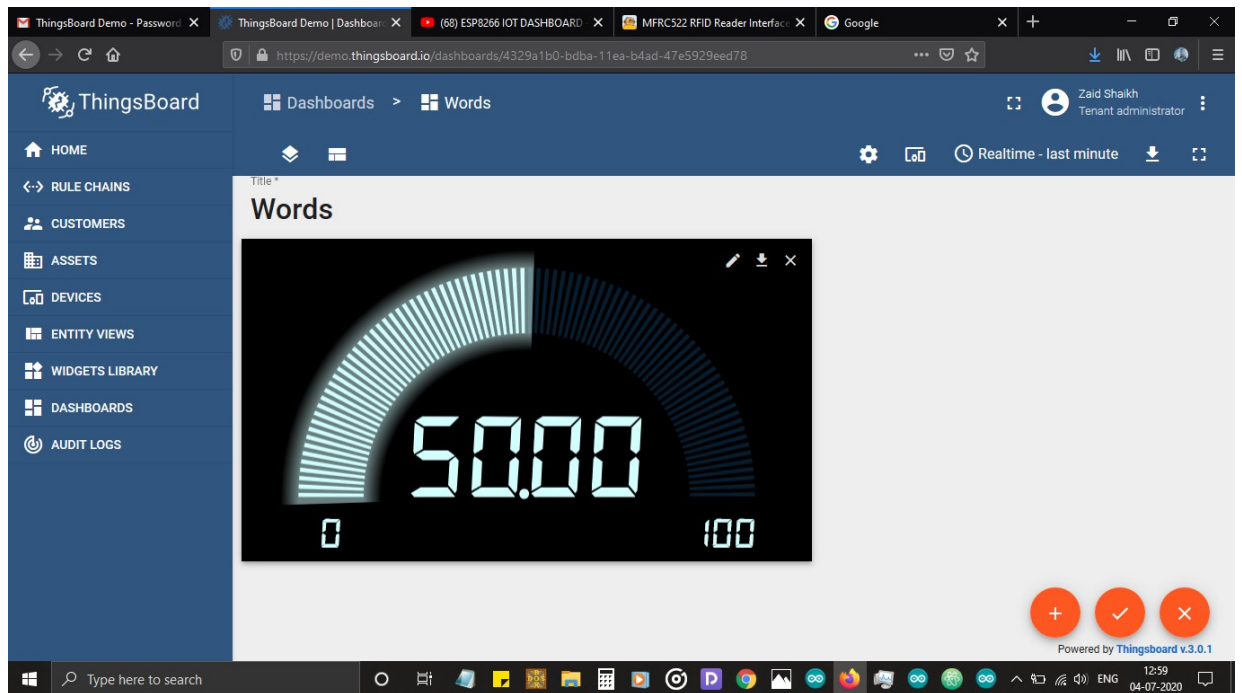 ThingsBoard Demo - Password
ThingsBoard Demo | Dashboard
(68) ESP8266 IOT DASHBOARD
MFRC522 RFID Reader Interface
Google
https://demo.thingsboard.io/dashboards/4329a1b0-bdba-11ea-b4ad-47e5929eed78
ThingsBoard
Dashboards > Words
Zaid Shaikh
Tenant administrator
HOME
Realtime - last minute
RULE CHAINS
Title *
Words
CUSTOMERS
ASSETS
DEVICES
ENTITY VIEWS
WIDGETS LIBRARY
DASHBOARDS
AUDIT LOGS
50.00
0
100
Powered by Thingsboard v.3.0.1
Type here to search
ENG
12:59
04-07-2020